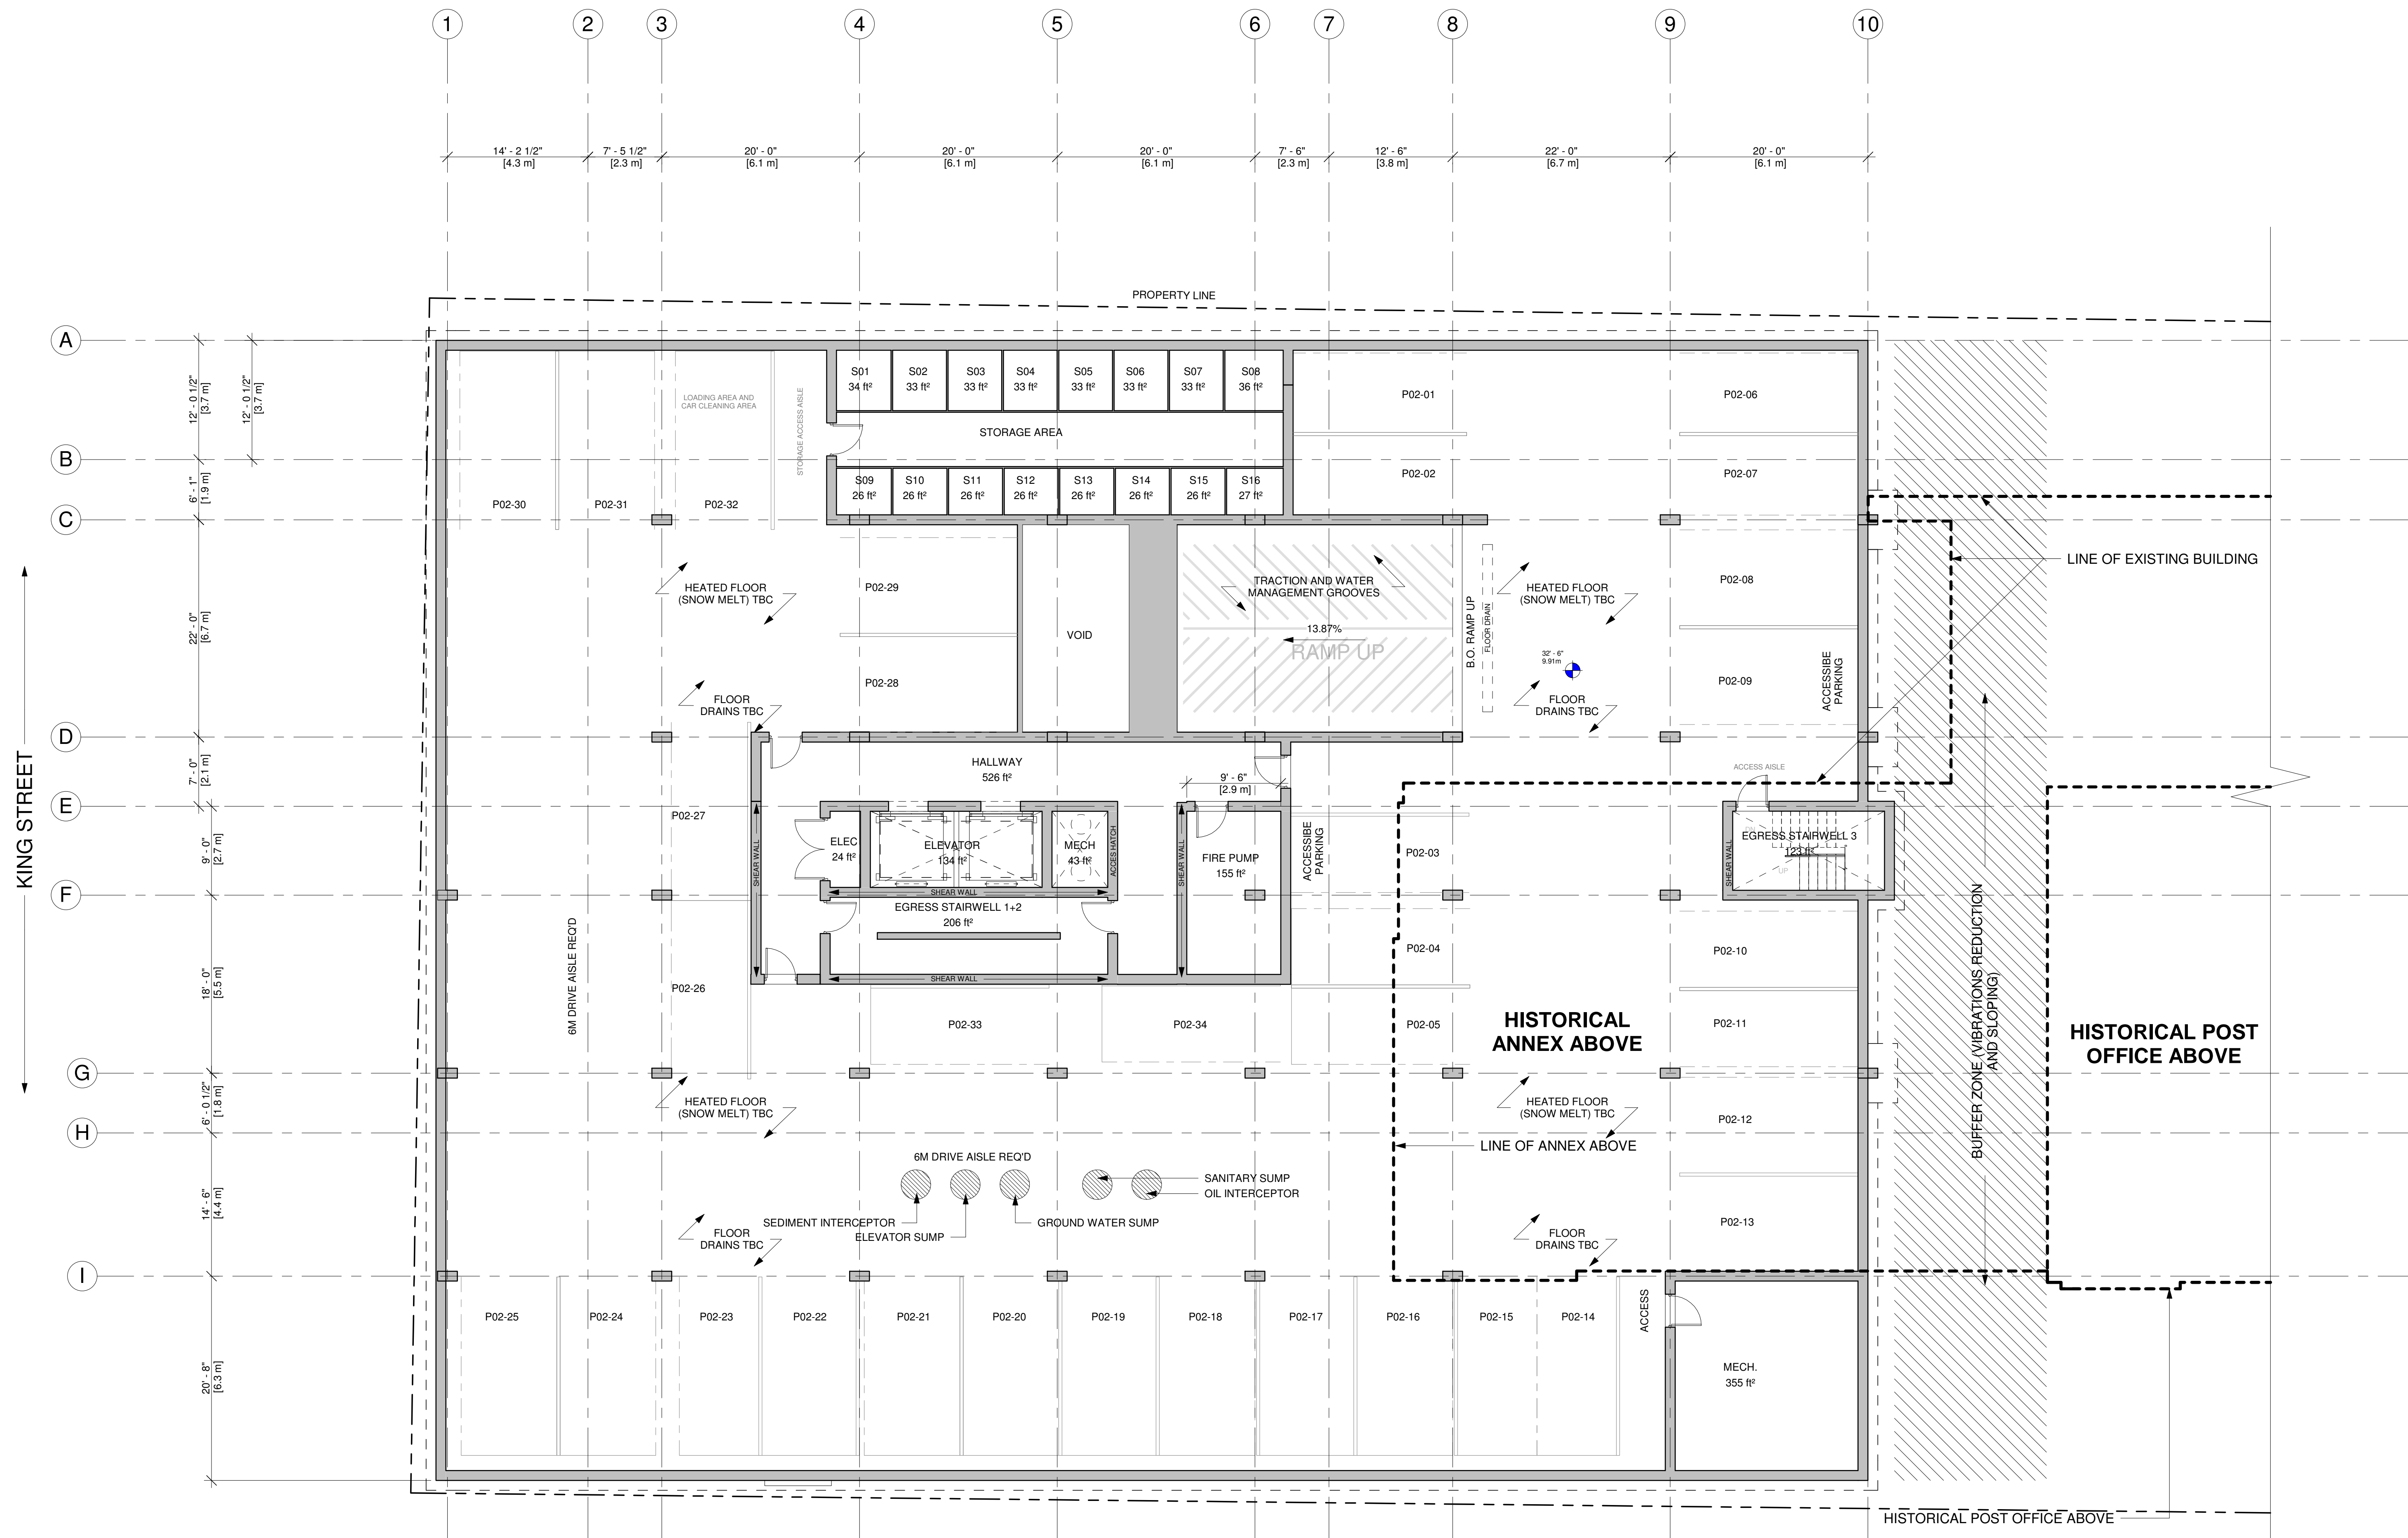 1
2
3
4
5
6
7
8
9
10
14' - 2 1/2"
[4.3 m]
7' - 5 1/2"
[2.3 m]
20' - 0"
[6.1 m]
20' - 0"
[6.1 m]
20' - 0"
[6.1 m]
7' - 6"
[2.3 m]
12' - 6"
[3.8 m]
22' - 0"
[6.7 m]
20' - 0"
[6.1 m]
PROPERTY LINE
A
B
C
D
E
F
G
H
I
12' - 0 1/2"
[3.7 m]
12' - 0 1/2"
[3.7 m]
6' - 1"
[1.9 m]
22' - 0"
[6.7 m]
7' - 0"
[2.1 m]
9' - 0"
[2.7 m]
18' - 0"
[5.5 m]
6' - 0 1/2"
[1.8 m]
14' - 6"
[4.4 m]
20' - 8"
[6.3 m]
KING STREET
LOADING AREA AND
CAR CLEANING AREA
STORAGE ACCESS AISLE
P02-30
P02-31
P02-32
S01
34 ft²
S02
33 ft²
S03
33 ft²
S04
33 ft²
S05
33 ft²
S06
33 ft²
S07
33 ft²
S08
36 ft²
STORAGE AREA
S09
26 ft²
S10
26 ft²
S11
26 ft²
S12
26 ft²
S13
26 ft²
S14
26 ft²
S15
26 ft²
S16
27 ft²
P02-01
P02-02
P02-06
P02-07
HEATED FLOOR
(SNOW MELT) TBC
P02-29
P02-28
VOID
TRACTION AND WATER
MANAGEMENT GROOVES
13.87%
RAMP UP
B.O. RAMP UP
FLOOR DRAIN
HEATED FLOOR
(SNOW MELT) TBC
32' - 6"
9.91m
P02-08
P02-09
ACCESSIBE
PARKING
LINE OF EXISTING BUILDING
FLOOR
DRAINS TBC
FLOOR
DRAINS TBC
HALLWAY
526 ft²
9' - 6"
[2.9 m]
ACCESS AISLE
P02-27
P02-26
SHEAR WALL
ELEC
24 ft²
ELEVATOR
134 ft²
MECH
43 ft²
ACCES HATCH
SHEAR WALL
FIRE PUMP
155 ft²
ACCESSIBE
PARKING
SHEAR WALL
EGRESS STAIRWELL 1+2
206 ft²
SHEAR WALL
P02-03
P02-04
P02-05
SHEAR WALL
EGRESS STAIRWELL 3
123 ft²
UP
6M DRIVE AISLE REQ'D
P02-33
P02-34
HISTORICAL
ANNEX ABOVE
P02-10
P02-11
P02-12
P02-13
BUFFER ZONE (VIBRATIONS REDUCTION
AND SLOPING)
HISTORICAL POST
OFFICE ABOVE
HEATED FLOOR
(SNOW MELT) TBC
HEATED FLOOR
(SNOW MELT) TBC
LINE OF ANNEX ABOVE
6M DRIVE AISLE REQ'D
SANITARY SUMP
OIL INTERCEPTOR
SEDIMENT INTERCEPTOR
ELEVATOR SUMP
GROUND WATER SUMP
FLOOR
DRAINS TBC
FLOOR
DRAINS TBC
P02-25
P02-24
P02-23
P02-22
P02-21
P02-20
P02-19
P02-18
P02-17
P02-16
P02-15
P02-14
ACCESS
MECH.
355 ft²
HISTORICAL POST OFFICE ABOVE